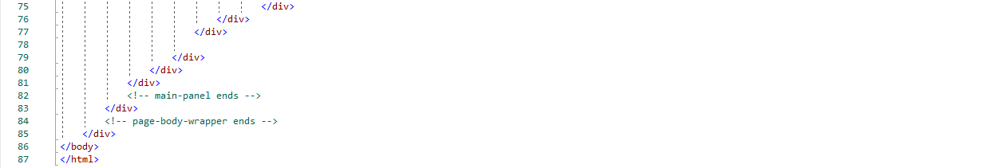 75 </div>
76 </div>
77 </div>
78
79 </div>
80 </div>
81 </div>
82 <!-- main-panel ends -->
83 </div>
84 <!-- page-body-wrapper ends -->
85 </div>
86 </body>
87 </html>